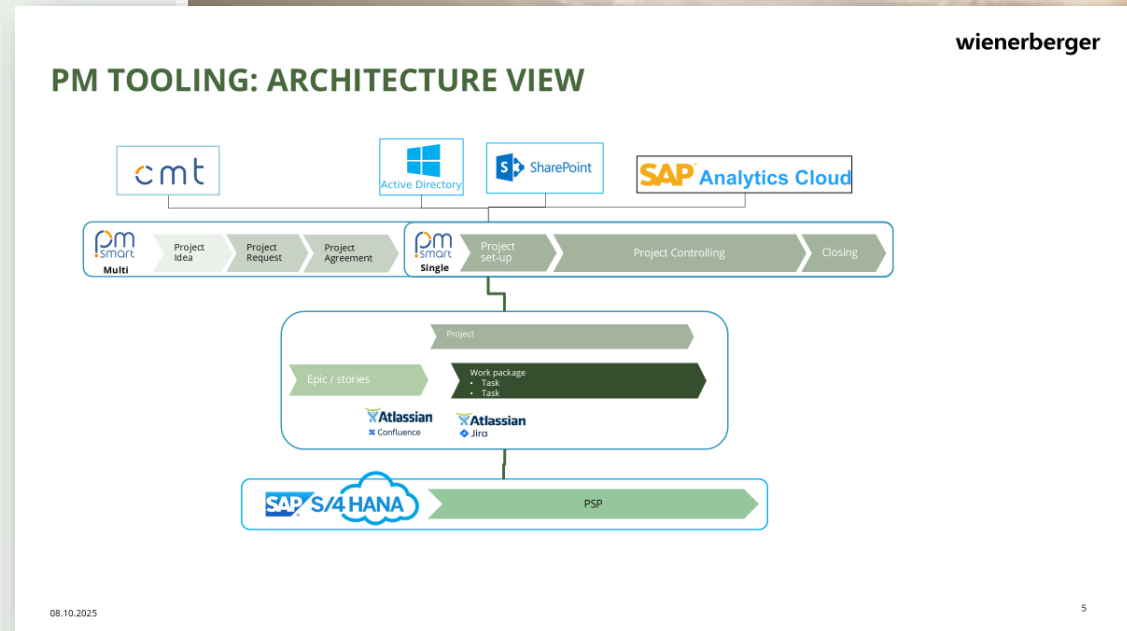 wienerberger
PM TOOLING: ARCHITECTURE VIEW
cmt
Active Directory
S SharePoint
SAP Analytics Cloud
pm
smart
Multi
Project
Idea
Project
Request
Project
Agreement
pm
smart
Single
Project
set-up
Project Controlling
Closing
Project
Epic / stories
Work package
• Task
• Task
Atlassian
Confluence
Atlassian
Jira
SAP S/4HANA
PSP
08.10.2025
5